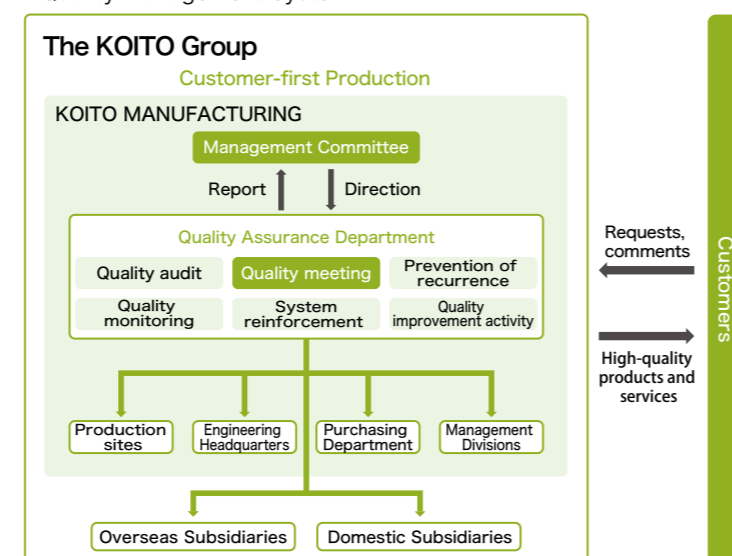 The KOITO Group
Customer-first Production
KOITO MANUFACTURING
Management Committee
Report
Direction
Quality Assurance Department
Quality audit
Quality meeting
Prevention of
recurrence
Quality
monitoring
System
reinforcement
Quality
improvement activity
Production
sites
Engineering
Headquarters
Purchasing
Department
Management
Divisions
Overseas Subsidiaries
Domestic Subsidiaries
Requests,
comments
High-quality
products and
services
Customers